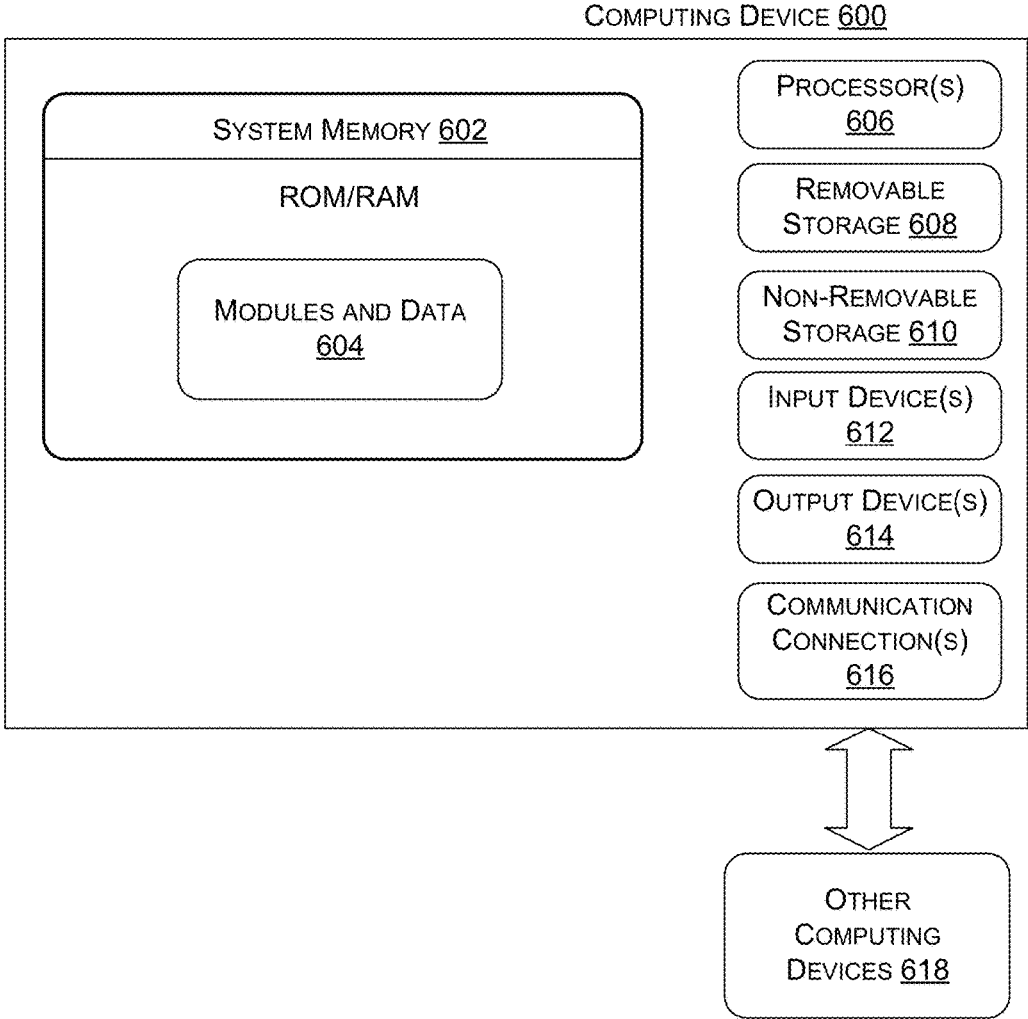 COMPUTING DEVICE 600
SYSTEM MEMORY 602
ROM/RAM
MODULES AND DATA
604
PROCESSOR(S)
606
REMOVABLE
STORAGE 608
NON-REMOVABLE
STORAGE 610
INPUT DEVICE(S)
612
OUTPUT DEVICE(S)
614
COMMUNICATION
CONNECTION(S)
616
OTHER
COMPUTING
DEVICES 618